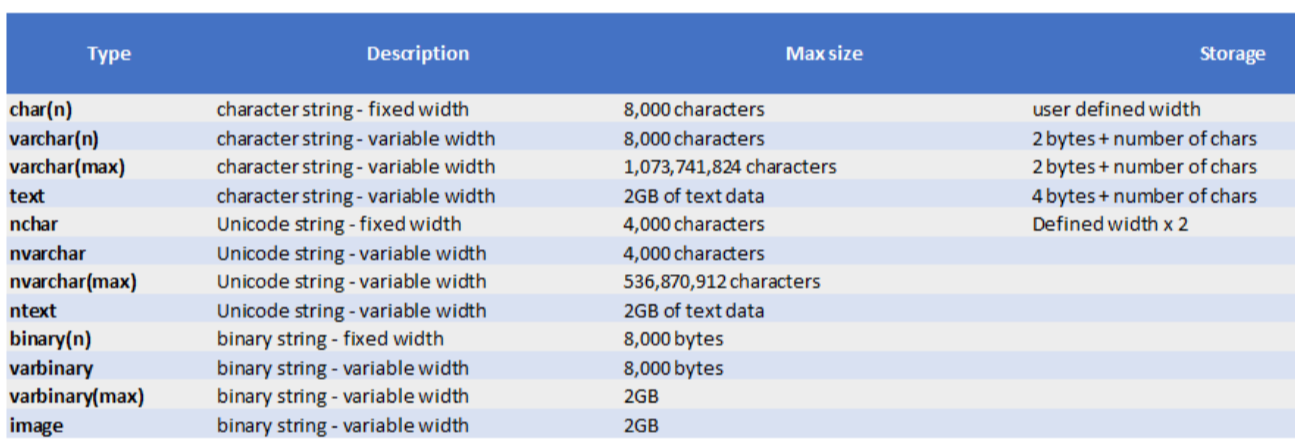 Type Description Max size Storage
char(n) character string - fixed width 8,000 characters user defined width
varchar(n) character string - variable width 8,000 characters 2 bytes + number of chars
varchar(max) character string - variable width 1,073,741,824 characters 2 bytes + number of chars
text character string - variable width 2GB of text data 4 bytes + number of chars
nchar Unicode string - fixed width 4,000 characters Defined width x 2
nvarchar Unicode string - variable width 4,000 characters
nvarchar(max) Unicode string - variable width 536,870,912 characters
ntext Unicode string - variable width 2GB of text data
binary(n) binary string - fixed width 8,000 bytes
varbinary binary string - variable width 8,000 bytes
varbinary(max) binary string - variable width 2GB
image binary string - variable width 2GB